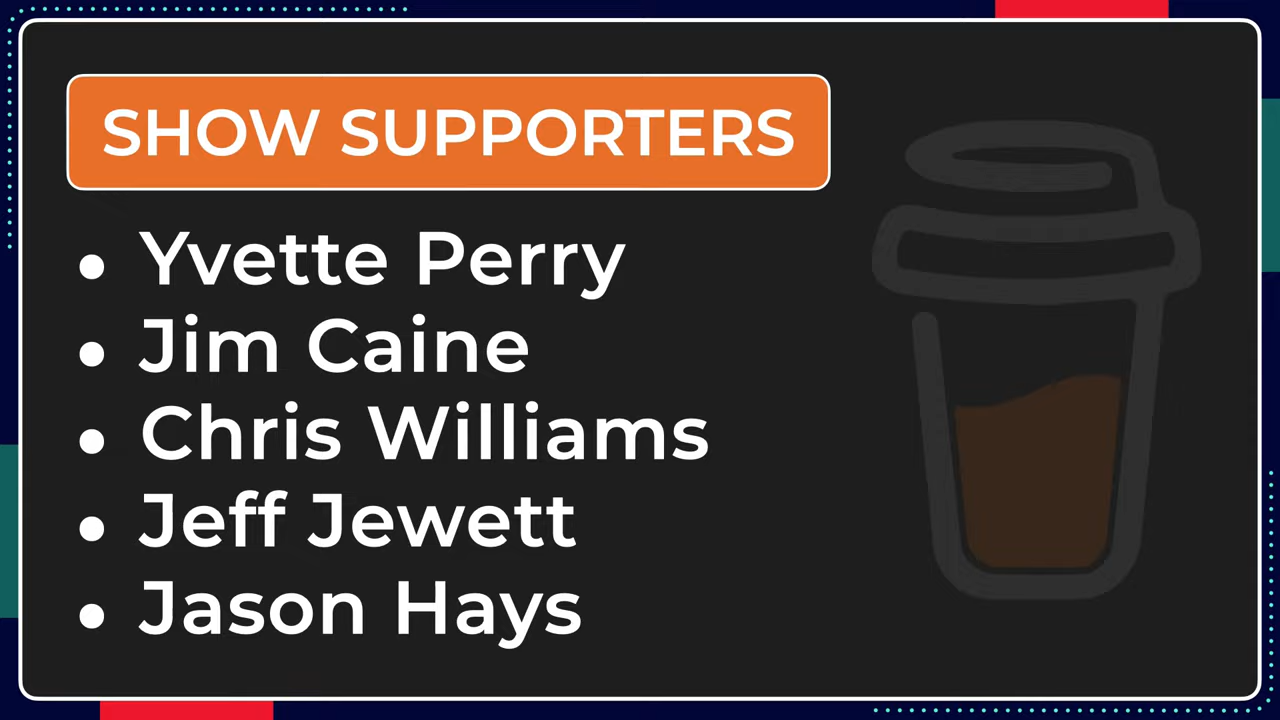 SHOW SUPPORTERS
• Yvette Perry
• Jim Caine
• Chris Williams
• Jeff Jewett
• Jason Hays